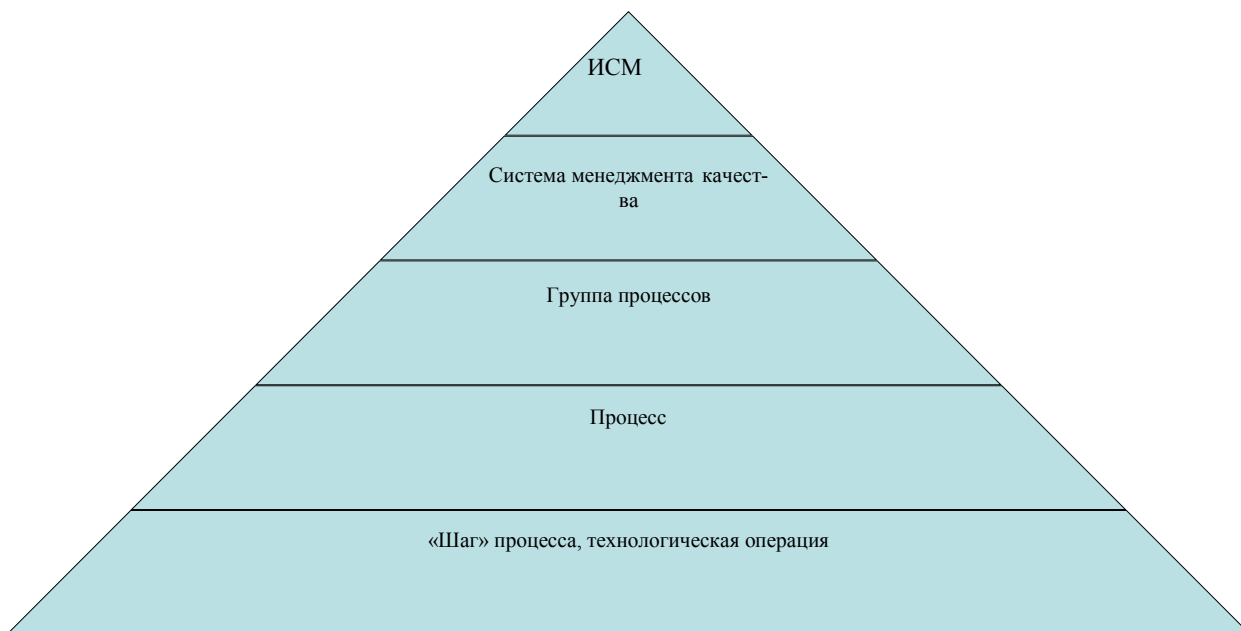 ИСМ
Система менеджмента качест-
ва
Группа процессов
Процесс
«Шаг» процесса, технологическая операция